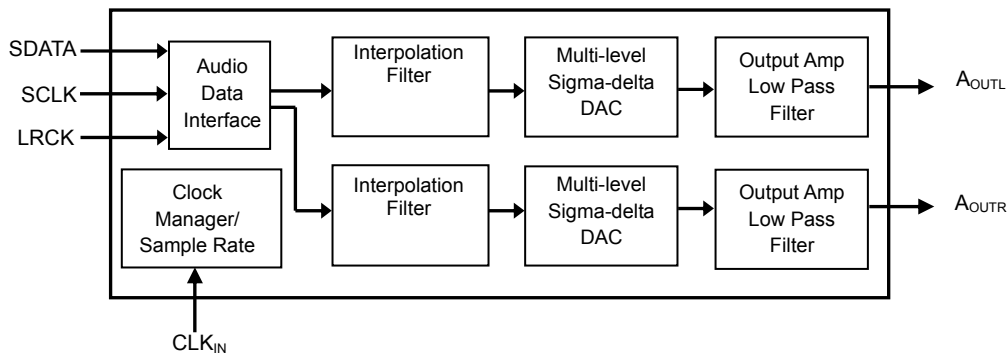 SDATA
SCLK
LRCK
Audio
Data
Interface
Interpolation
Filter
Multi-level
Sigma-delta
DAC
Output Amp
Low Pass
Filter
AOUTL
Clock
Manager/
Sample Rate
Interpolation
Filter
Multi-level
Sigma-delta
DAC
Output Amp
Low Pass
Filter
AOUTR
CLKIN